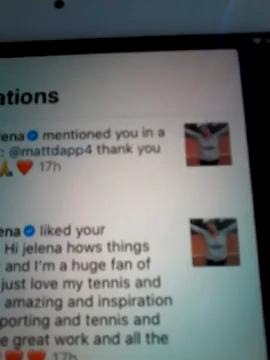 ations
ena mentioned you in a
: @mattdapp4 thank you
🙏❤️ 17h
ena liked your
Hi jelena hows things
and I'm a huge fan of
just love my tennis and
amazing and inspiration
porting and tennis and
e great work and all the
❤️❤️ 17h